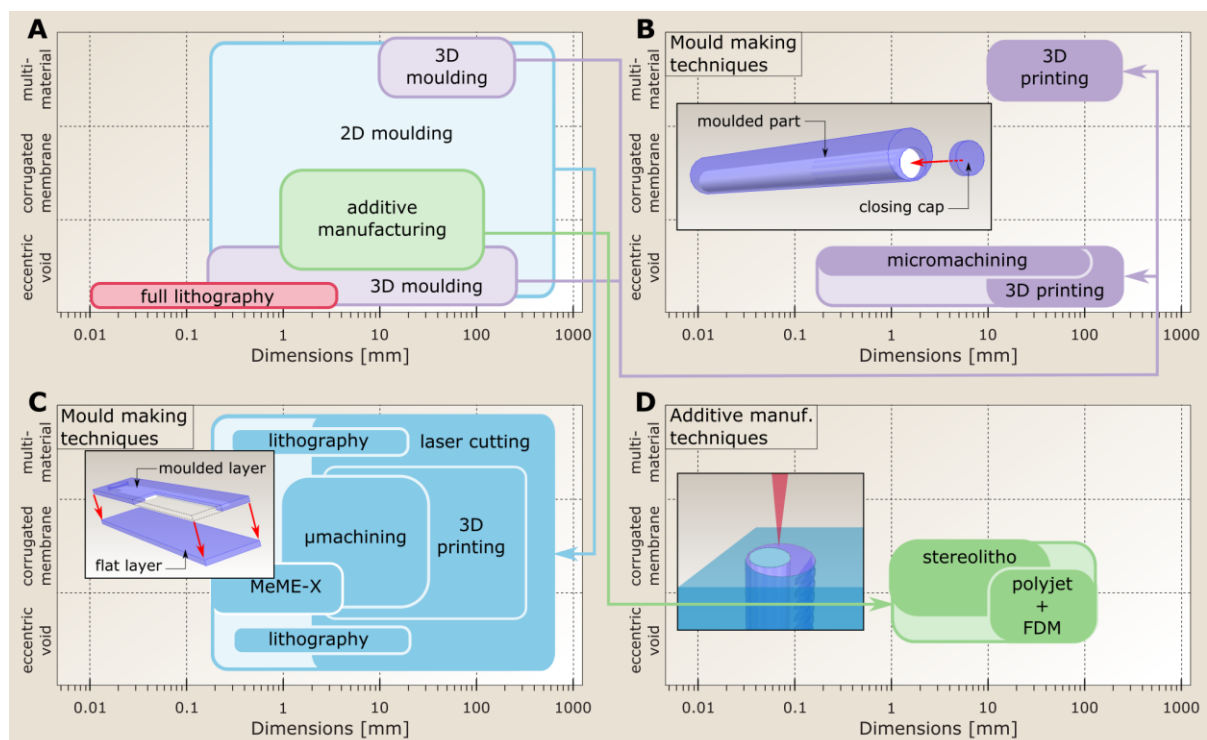 A
multi-
material
corrugated
membrane
eccentric
void
3D
moulding
2D moulding
additive
manufacturing
3D moulding
full lithography
0.01
0.1
1
10
100
1000
Dimensions [mm]
B
Mould making
techniques
multi-
material
corrugated
membrane
eccentric
void
3D
printing
moulded part
closing cap
micromachining
3D printing
0.01
0.1
1
10
100
1000
Dimensions [mm]
C
Mould making
techniques
multi-
material
corrugated
membrane
eccentric
void
moulded layer
flat layer
lithography
laser cutting
µmachining
3D
printing
MeME-X
lithography
0.01
0.1
1
10
100
1000
Dimensions [mm]
D
Additive manuf.
techniques
multi-
material
corrugated
membrane
eccentric
void
stereolitho
polyjet
+
FDM
0.01
0.1
1
10
100
1000
Dimensions [mm]